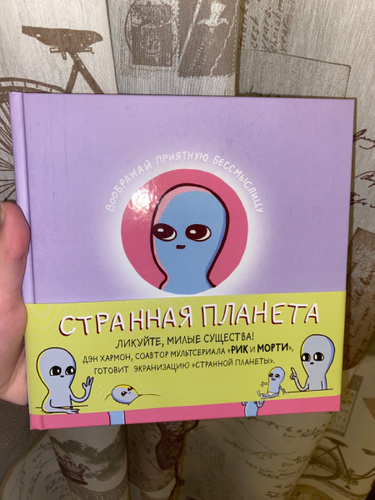 ВООБРАЖАЙ ПРИЯТНУЮ БЕССМЫСЛИЦУ
СТРАННАЯ ПЛАНЕТА
ЛИКУЙТЕ, МИЛЫЕ СУЩЕСТВА!
ДЭН ХАРМОН, СОАВТОР МУЛЬТСЕРИАЛА «РИК и МОРТИ»,
ГОТОВИТ ЭКРАНИЗАЦИЮ «СТРАННОЙ ПЛАНЕТЫ».